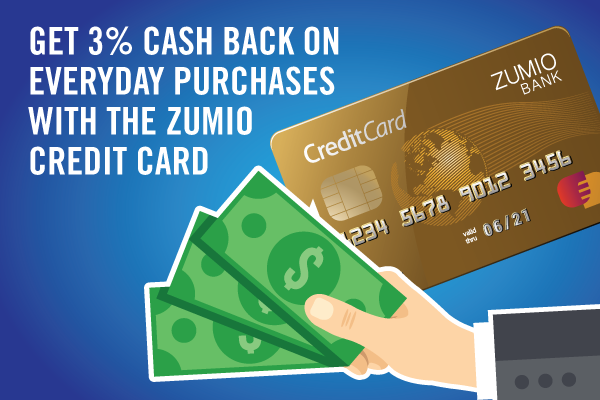 GET 3% CASH BACK ON
EVERYDAY PURCHASES
WITH THE ZUMIO
CREDIT CARD
ZUMIO
BANK
CreditCard
1234 5678 9012 3456
valid
thru
06/21
$
$